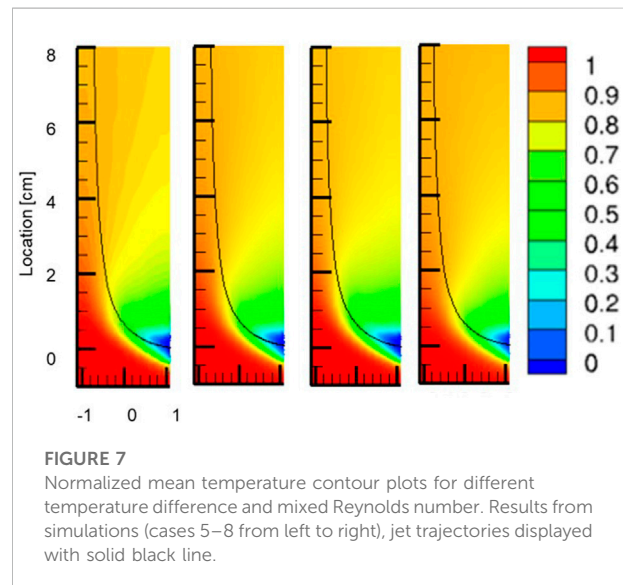 8
6
4
2
0
Location [cm]
-1 0 1
1
0.9
0.8
0.7
0.6
0.5
0.4
0.3
0.2
0.1
0
FIGURE 7
Normalized mean temperature contour plots for different
temperature difference and mixed Reynolds number. Results from
simulations (cases 5–8 from left to right), jet trajectories displayed
with solid black line.